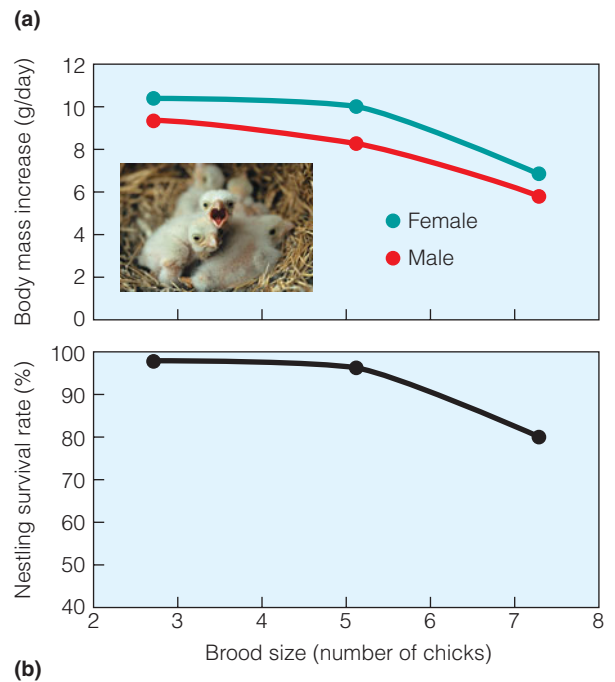 (a)
12
10
8
6
4
2
0
Body mass increase (g/day)
Female
Male
100
90
80
70
60
50
40
Nestling survival rate (%)
2 3 4 5 6 7 8
Brood size (number of chicks)
(b)